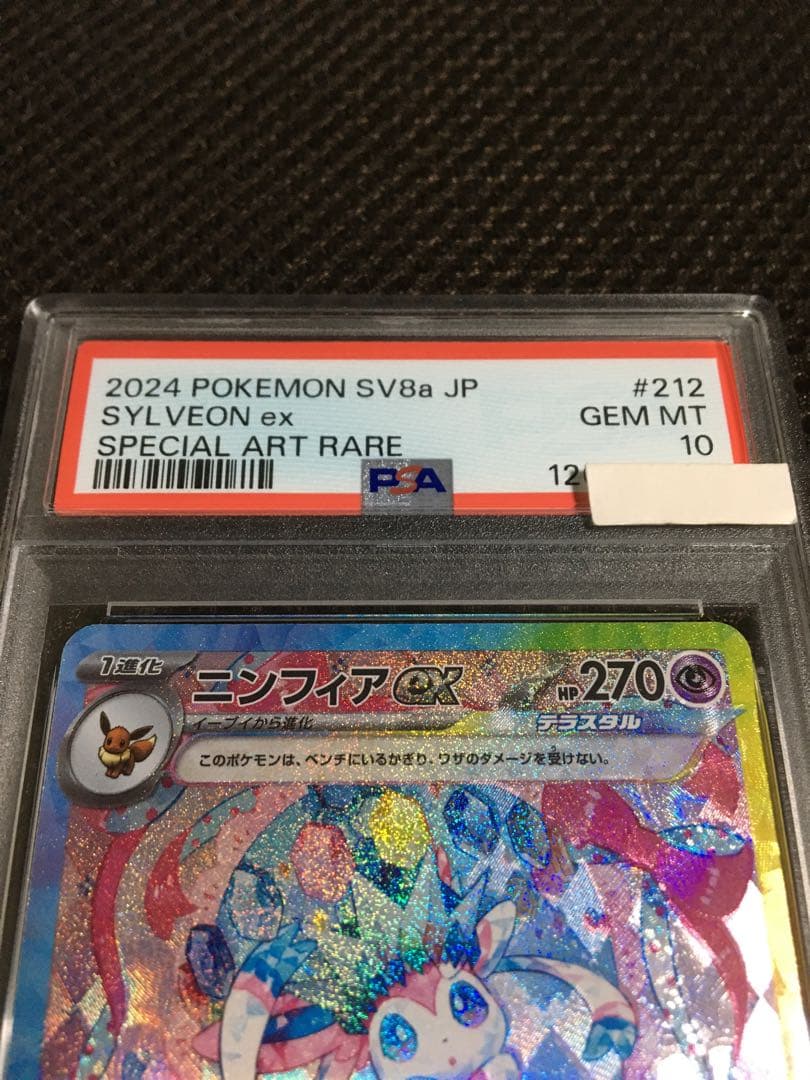 2024 POKEMON SV8a JP #212
SYLVEON ex GEM MT
SPECIAL ART RARE 10
PSA
1進化 ニンフィアex HP270
イーブイから進化 テラスタル
このポケモンは、ベンチにいるかぎり、ワザのダメージを受けない。